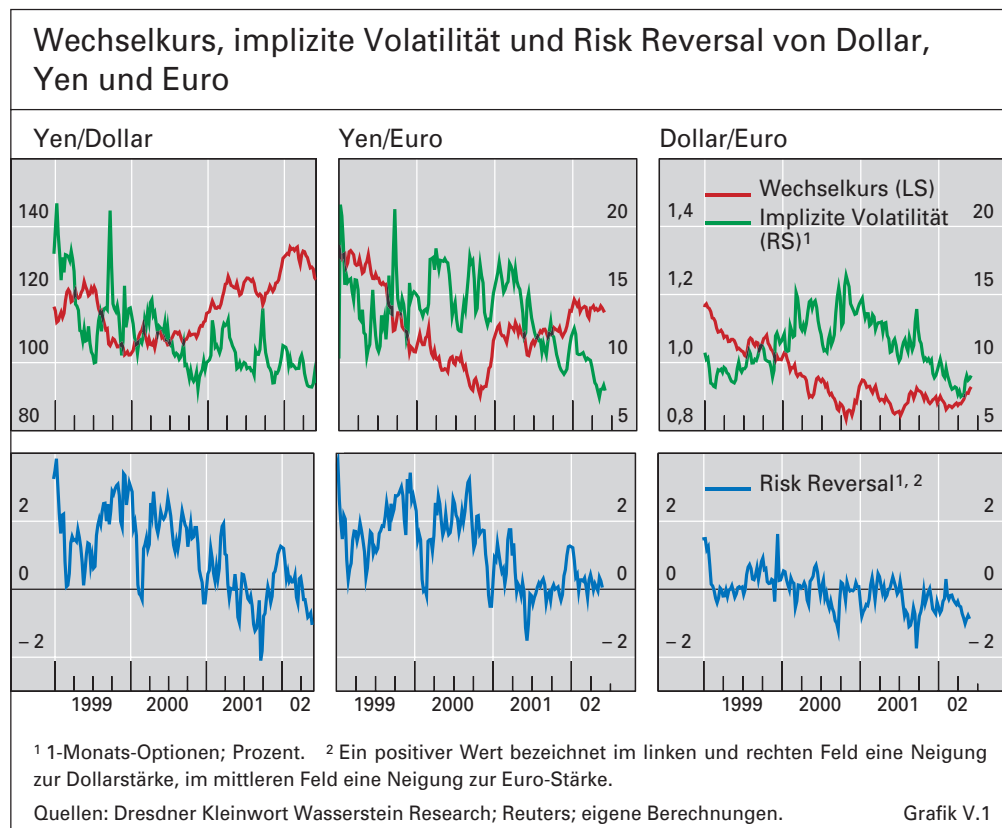 Wechselkurs, implizite Volatilität und Risk Reversal von Dollar,
Yen und Euro
Yen/Dollar
Yen/Euro
Dollar/Euro
140
120
100
80
20
15
10
5
1,4
1,2
1,0
0,8
20
15
10
5
Wechselkurs (LS)
Implizite Volatilität
(RS)¹
2
0
– 2
2
0
– 2
2
0
– 2
2
0
– 2
Risk Reversal¹, ²
1999 2000 2001 02
1999 2000 2001 02
1999 2000 2001 02
¹ 1-Monats-Optionen; Prozent. ² Ein positiver Wert bezeichnet im linken und rechten Feld eine Neigung
zur Dollarstärke, im mittleren Feld eine Neigung zur Euro-Stärke.
Quellen: Dresdner Kleinwort Wasserstein Research; Reuters; eigene Berechnungen. Grafik V.1